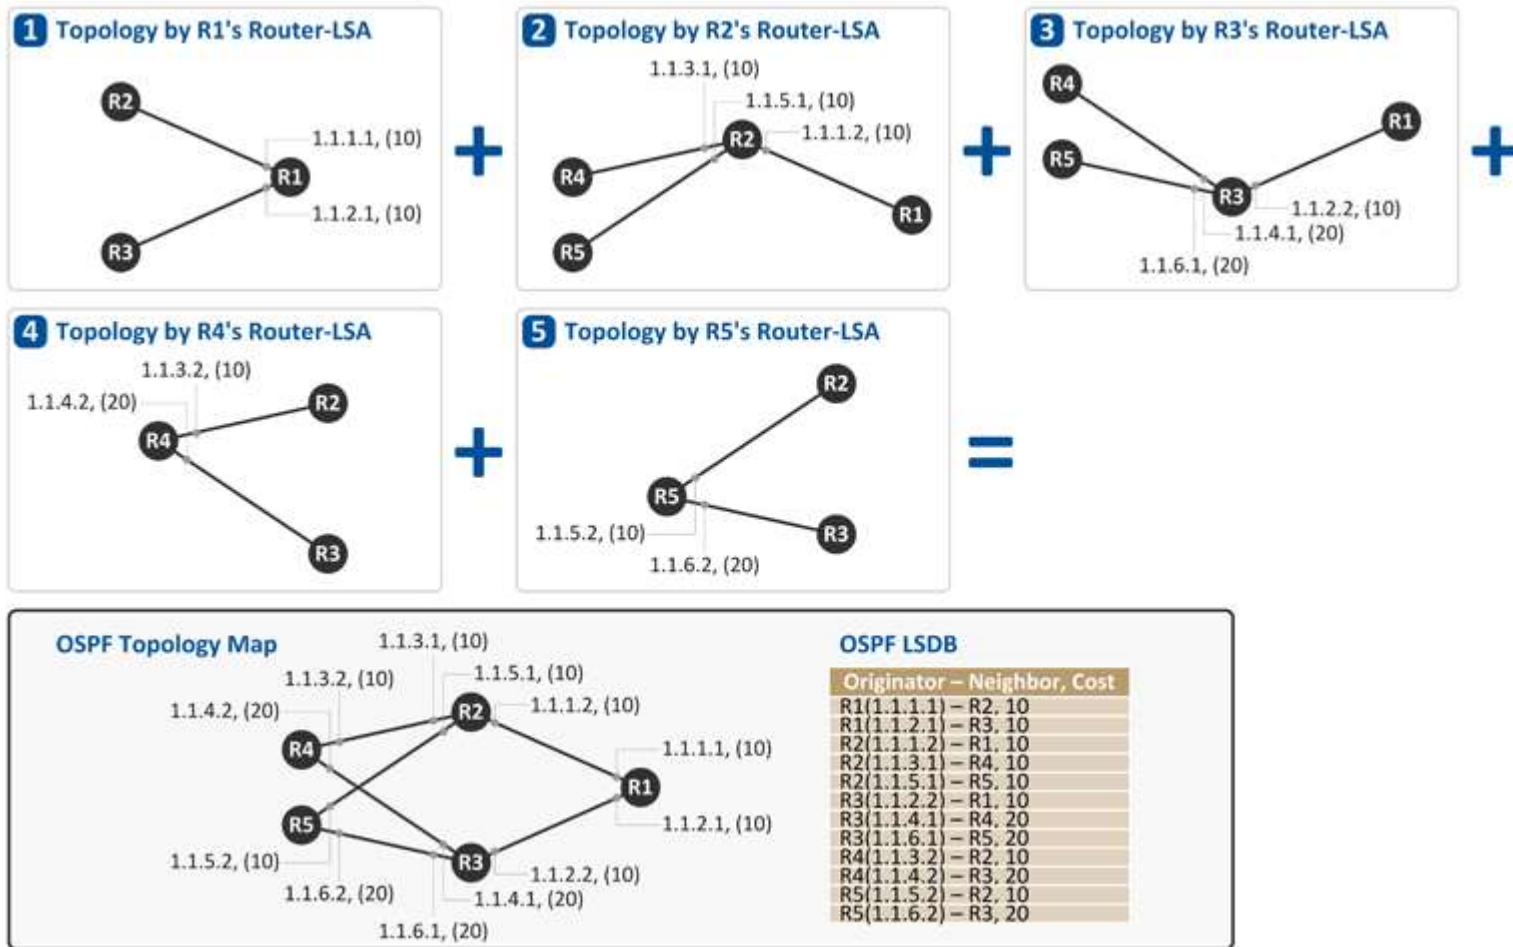 1 Topology by R1's Router-LSA
R2
1.1.1.1, (10)
R1
1.1.2.1, (10)
R3
+
2 Topology by R2's Router-LSA
1.1.3.1, (10)
1.1.5.1, (10)
R2
1.1.1.2, (10)
R4
R1
R5
+
3 Topology by R3's Router-LSA
R4
R1
R5
R3
1.1.2.2, (10)
1.1.4.1, (20)
1.1.6.1, (20)
+
4 Topology by R4's Router-LSA
1.1.3.2, (10)
1.1.4.2, (20)
R2
R4
R3
+
5 Topology by R5's Router-LSA
R2
R5
1.1.5.2, (10)
R3
1.1.6.2, (20)
=
OSPF Topology Map
1.1.3.1, (10)
1.1.5.1, (10)
1.1.3.2, (10)
1.1.1.2, (10)
1.1.4.2, (20)
R2
R4
1.1.1.1, (10)
R1
R5
1.1.2.1, (10)
1.1.5.2, (10)
R3
1.1.2.2, (10)
1.1.6.2, (20)
1.1.4.1, (20)
1.1.6.1, (20)
OSPF LSDB
Originator – Neighbor, Cost
R1(1.1.1.1) – R2, 10
R1(1.1.2.1) – R3, 10
R2(1.1.1.2) – R1, 10
R2(1.1.3.1) – R4, 10
R2(1.1.5.1) – R5, 10
R3(1.1.2.2) – R1, 10
R3(1.1.4.1) – R4, 20
R3(1.1.6.1) – R5, 20
R4(1.1.3.2) – R2, 10
R4(1.1.4.2) – R3, 20
R5(1.1.5.2) – R2, 10
R5(1.1.6.2) – R3, 20